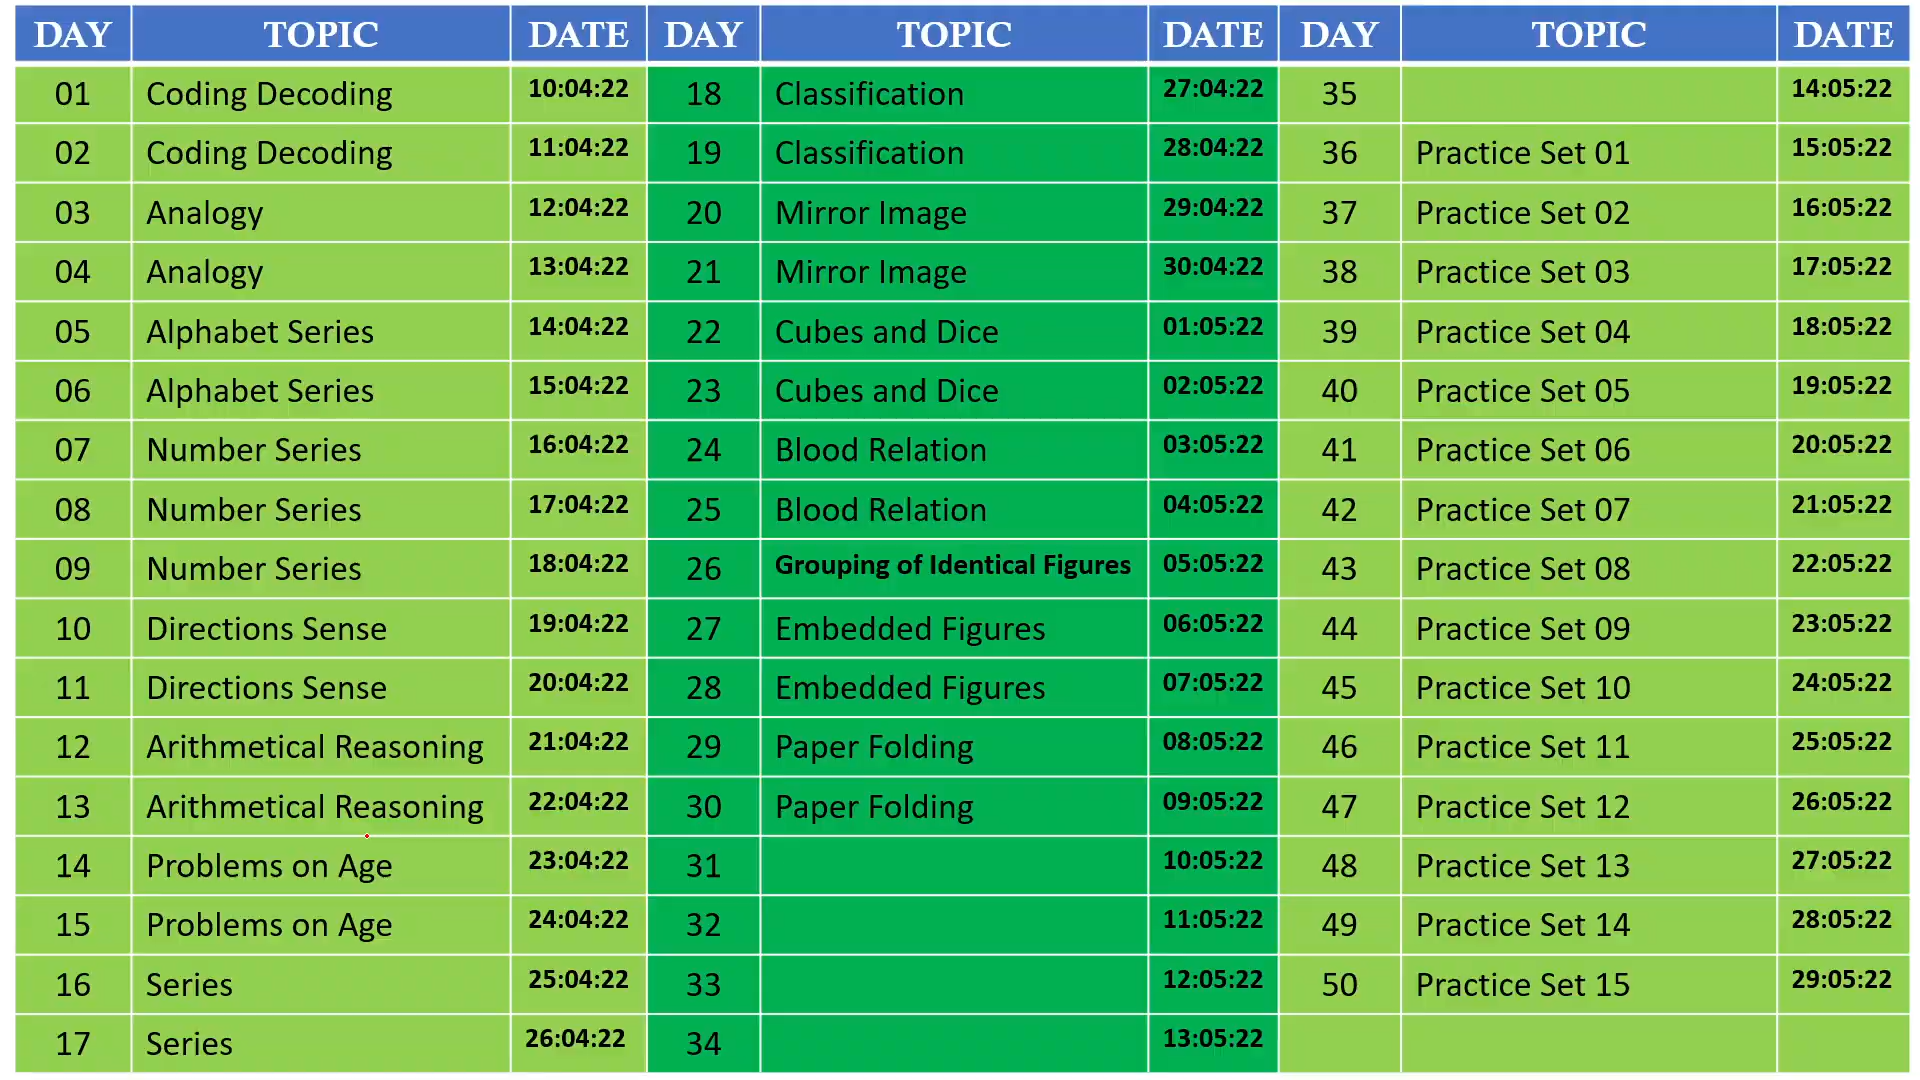 DAY TOPIC DATE DAY TOPIC DATE DAY TOPIC DATE
01 Coding Decoding 10:04:22 18 Classification 27:04:22 35 14:05:22
02 Coding Decoding 11:04:22 19 Classification 28:04:22 36 Practice Set 01 15:05:22
03 Analogy 12:04:22 20 Mirror Image 29:04:22 37 Practice Set 02 16:05:22
04 Analogy 13:04:22 21 Mirror Image 30:04:22 38 Practice Set 03 17:05:22
05 Alphabet Series 14:04:22 22 Cubes and Dice 01:05:22 39 Practice Set 04 18:05:22
06 Alphabet Series 15:04:22 23 Cubes and Dice 02:05:22 40 Practice Set 05 19:05:22
07 Number Series 16:04:22 24 Blood Relation 03:05:22 41 Practice Set 06 20:05:22
08 Number Series 17:04:22 25 Blood Relation 04:05:22 42 Practice Set 07 21:05:22
09 Number Series 18:04:22 26 Grouping of Identical Figures 05:05:22 43 Practice Set 08 22:05:22
10 Directions Sense 19:04:22 27 Embedded Figures 06:05:22 44 Practice Set 09 23:05:22
11 Directions Sense 20:04:22 28 Embedded Figures 07:05:22 45 Practice Set 10 24:05:22
12 Arithmetical Reasoning 21:04:22 29 Paper Folding 08:05:22 46 Practice Set 11 25:05:22
13 Arithmetical Reasoning 22:04:22 30 Paper Folding 09:05:22 47 Practice Set 12 26:05:22
14 Problems on Age 23:04:22 31 10:05:22 48 Practice Set 13 27:05:22
15 Problems on Age 24:04:22 32 11:05:22 49 Practice Set 14 28:05:22
16 Series 25:04:22 33 12:05:22 50 Practice Set 15 29:05:22
17 Series 26:04:22 34 13:05:22